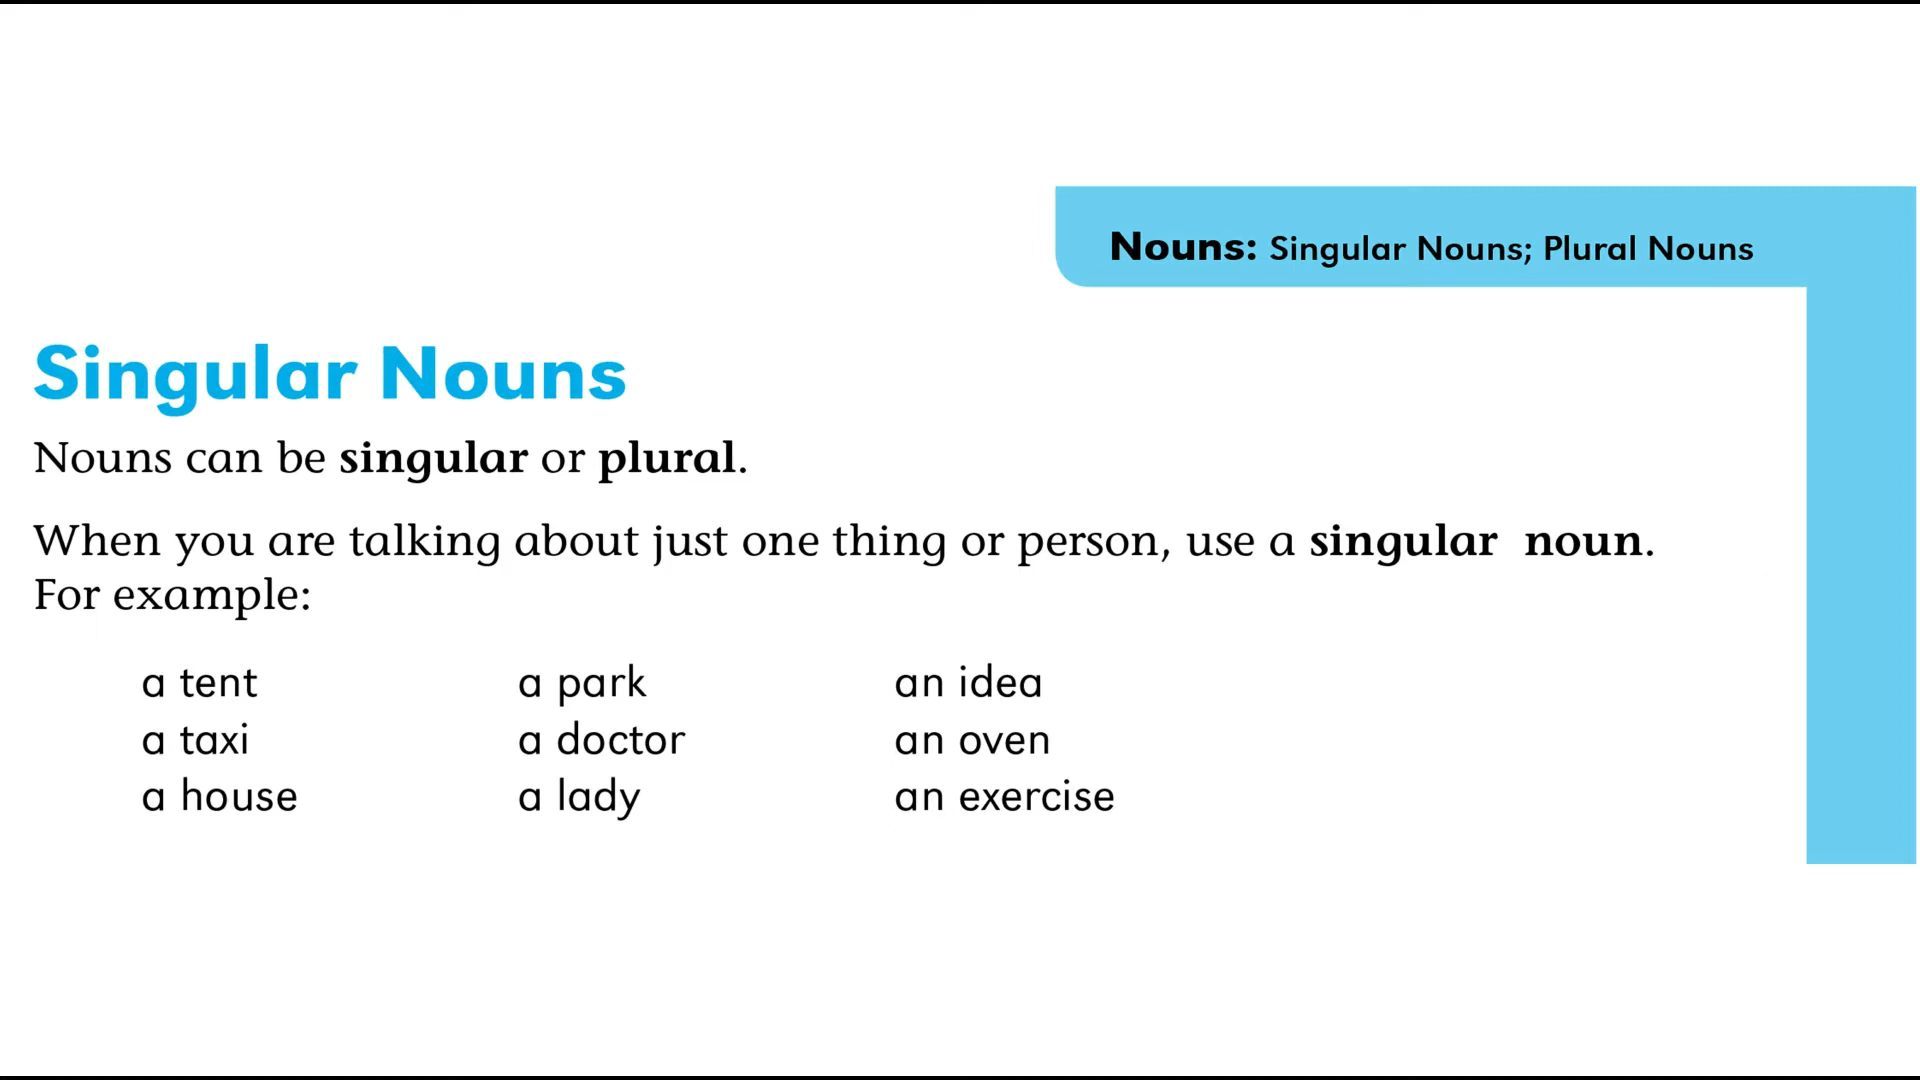 Nouns: Singular Nouns; Plural Nouns
Singular Nouns
Nouns can be singular or plural.
When you are talking about just one thing or person, use a singular noun.
For example:
a tent a park an idea
a taxi a doctor an oven
a house a lady an exercise